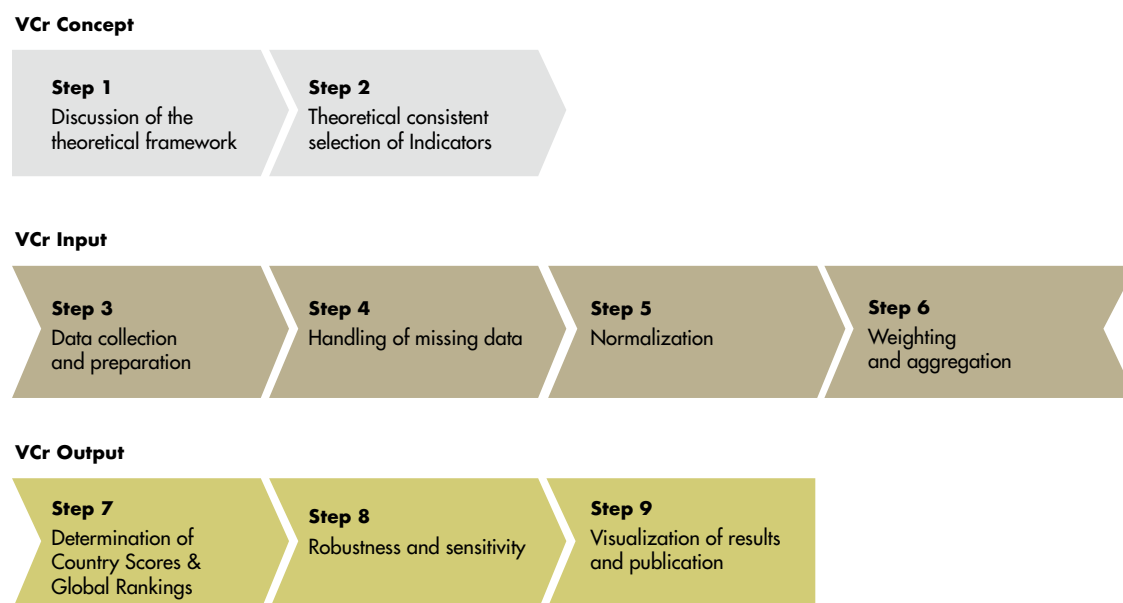 VCr Concept
Step 1
Discussion of the
theoretical framework
Step 2
Theoretical consistent
selection of Indicators
VCr Input
Step 3
Data collection
and preparation
Step 4
Handling of missing data
Step 5
Normalization
Step 6
Weighting
and aggregation
VCr Output
Step 7
Determination of
Country Scores &
Global Rankings
Step 8
Robustness and sensitivity
Step 9
Visualization of results
and publication